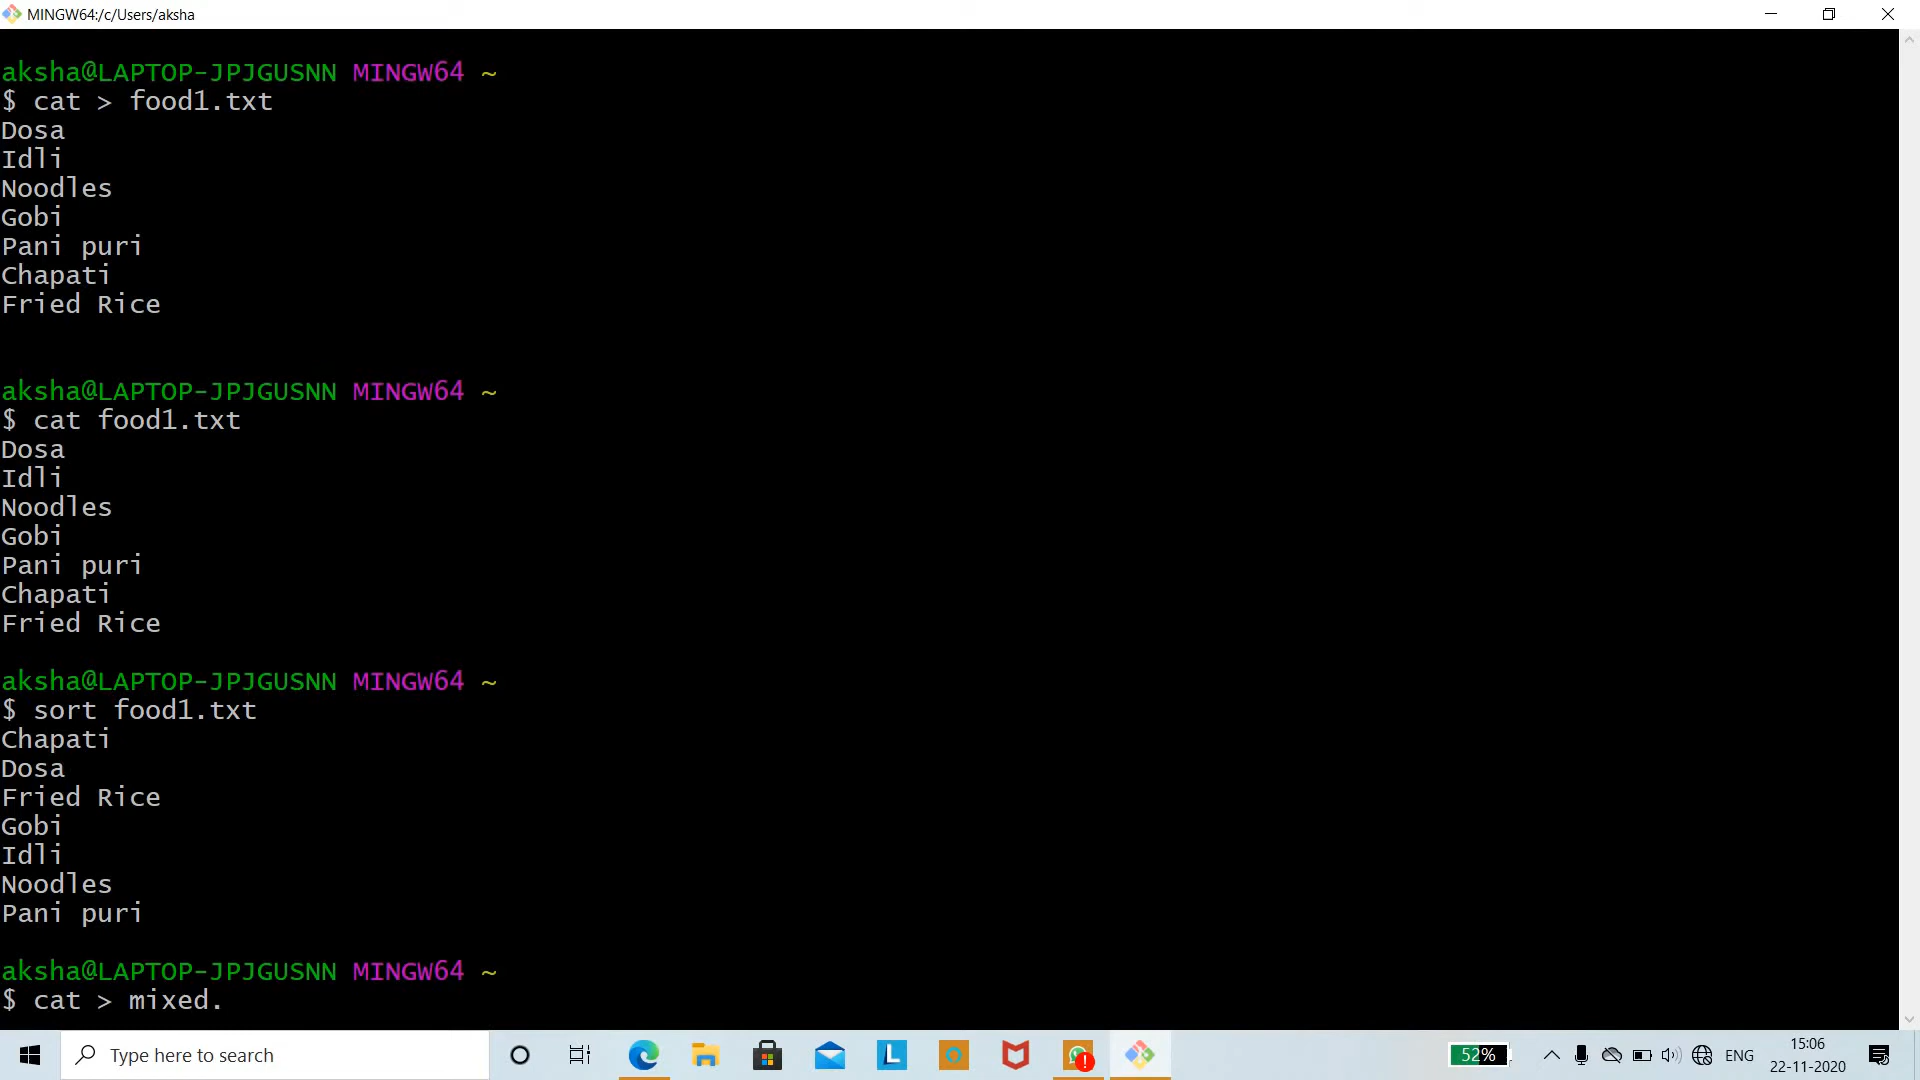 MINGW64:/c/Users/aksha
aksha@LAPTOP-JPJGUSNN MINGW64 ~
$ cat > food1.txt
Dosa
Idli
Noodles
Gobi
Pani puri
Chapati
Fried Rice
aksha@LAPTOP-JPJGUSNN MINGW64 ~
$ cat food1.txt
Dosa
Idli
Noodles
Gobi
Pani puri
Chapati
Fried Rice
aksha@LAPTOP-JPJGUSNN MINGW64 ~
$ sort food1.txt
Chapati
Dosa
Fried Rice
Gobi
Idli
Noodles
Pani puri
aksha@LAPTOP-JPJGUSNN MINGW64 ~
$ cat > mixed.
Type here to search
L
O
52%
ENG
15:06
22-11-2020